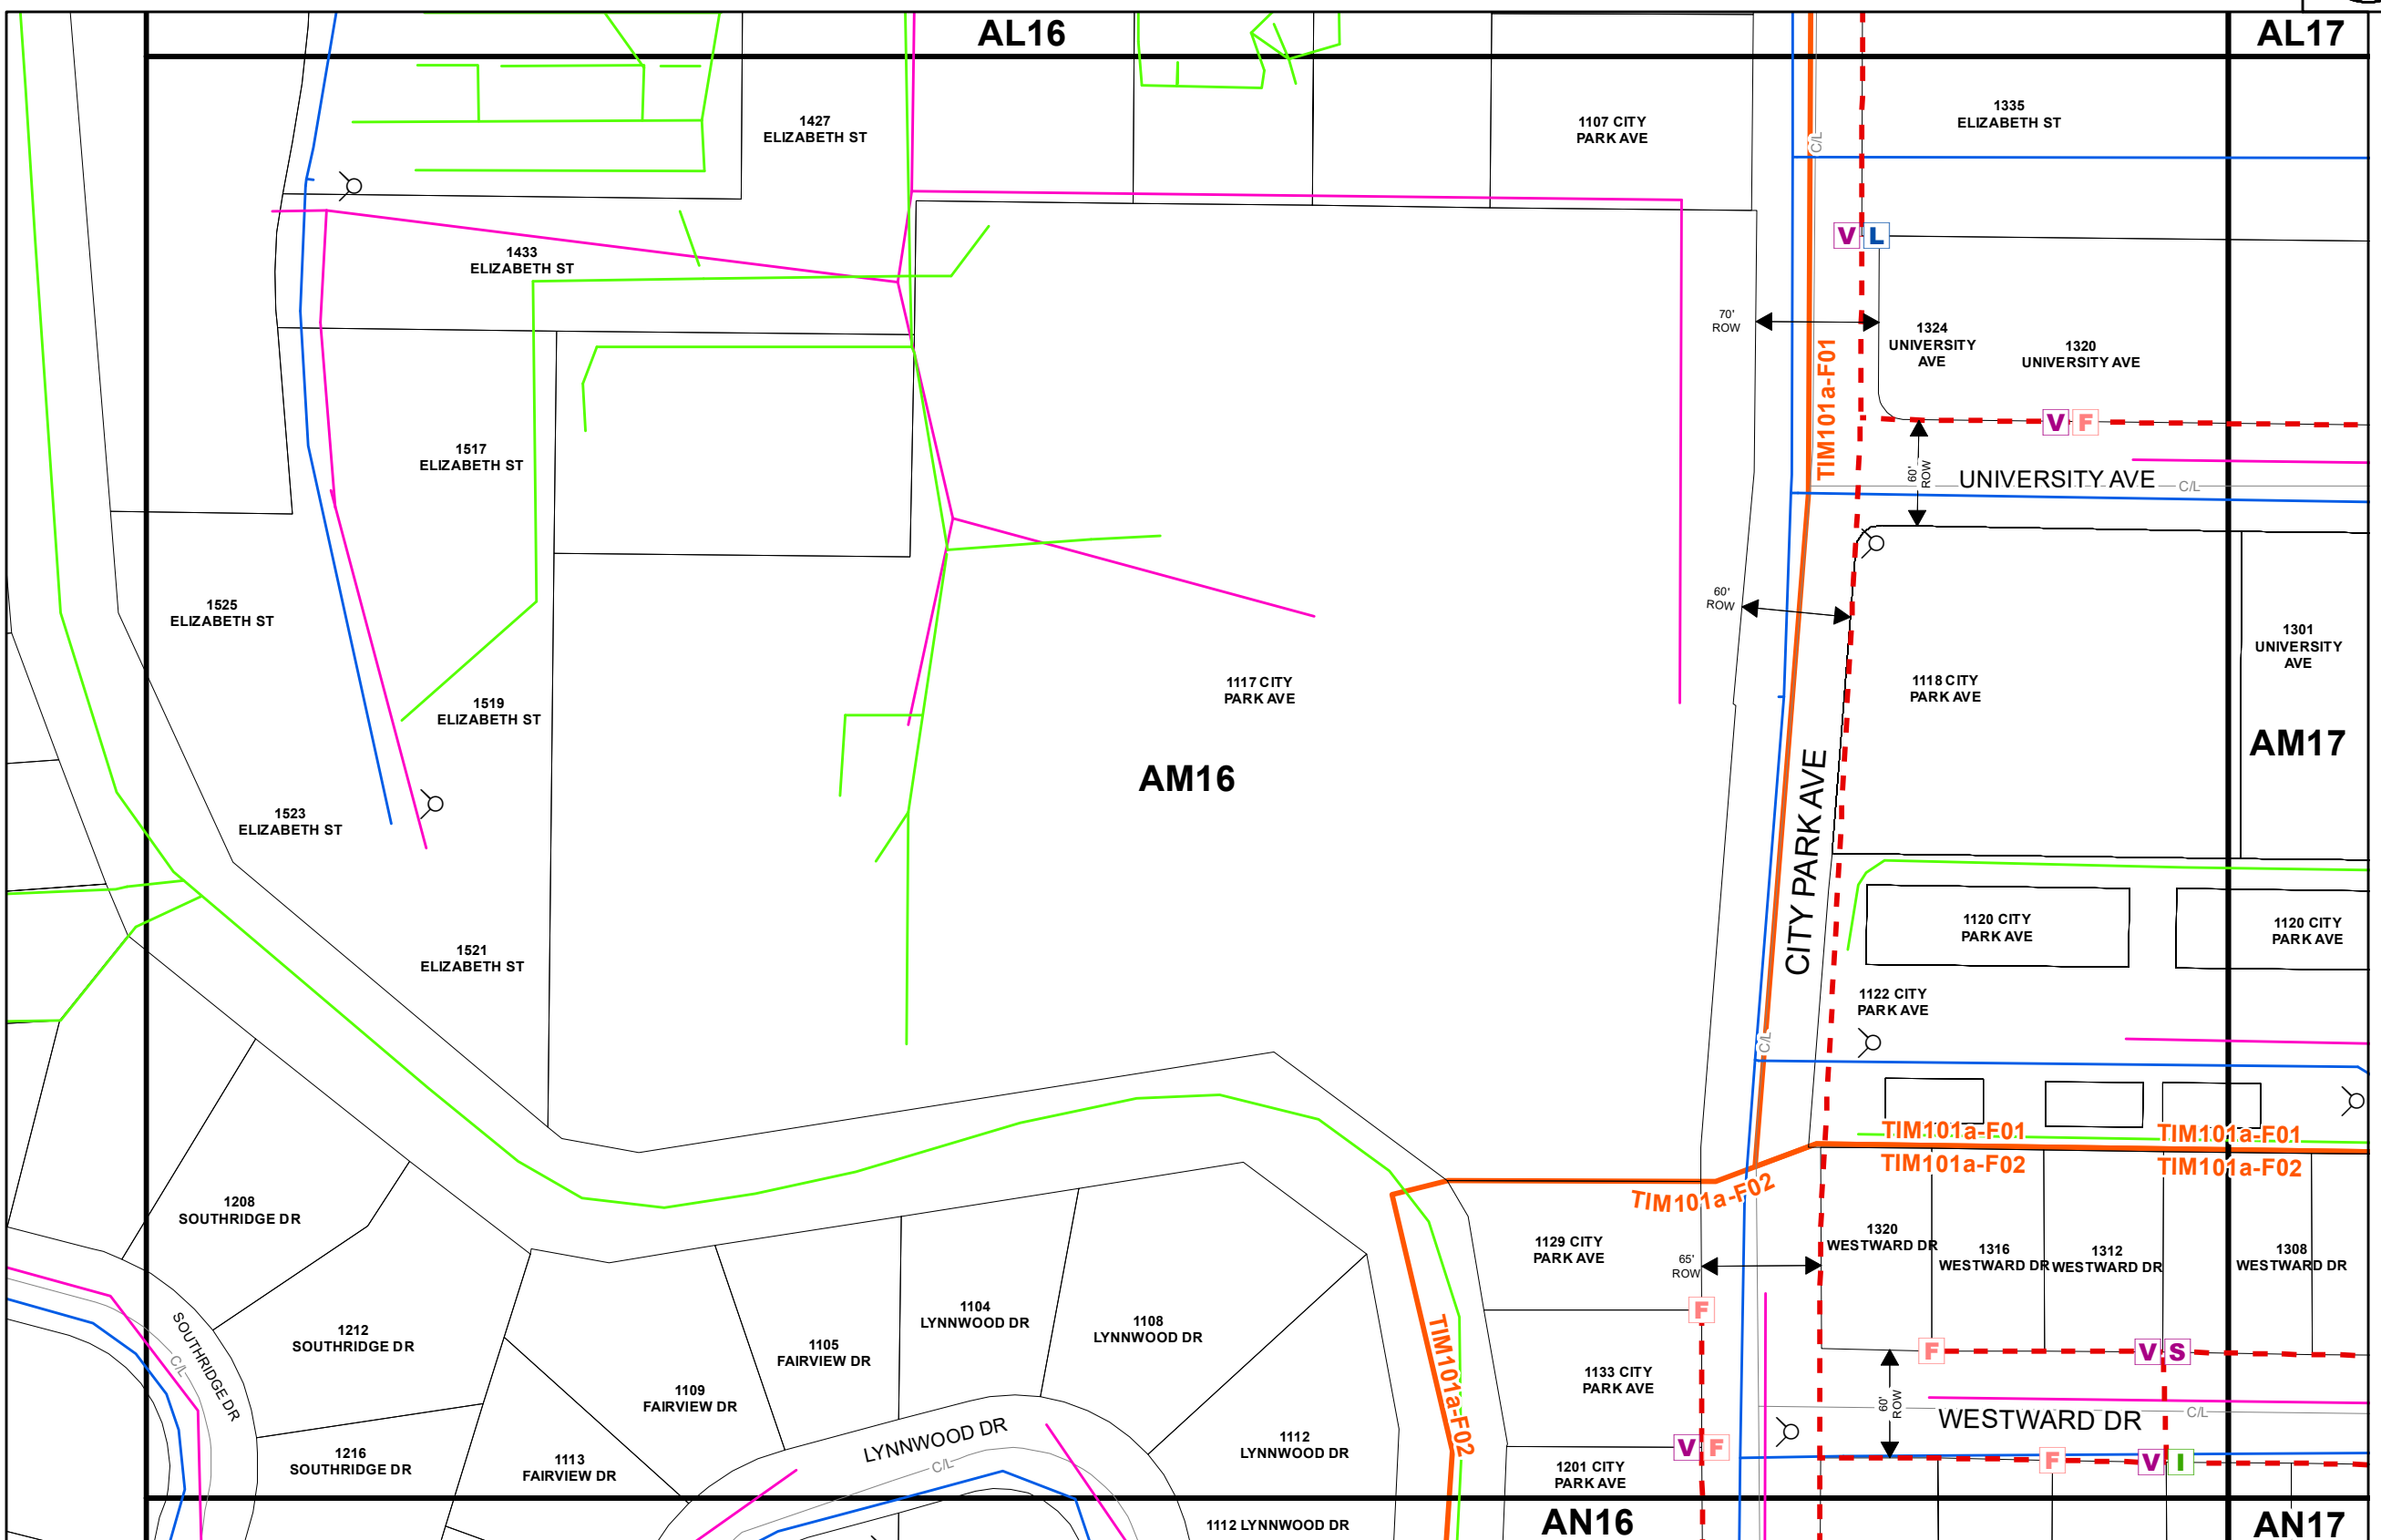 AL16
AL17
1427
ELIZABETH ST
1107 CITY
PARK AVE
C/L
1335
ELIZABETH ST
1433
ELIZABETH ST
V L
70'
ROW
1324
UNIVERSITY
AVE
1320
UNIVERSITY AVE
TIM101a-F01
V F
1517
ELIZABETH ST
60'
ROW
UNIVERSITY AVE
C/L
1525
ELIZABETH ST
60'
ROW
1301
UNIVERSITY
AVE
1117 CITY
PARK AVE
1118 CITY
PARK AVE
1519
ELIZABETH ST
AM16
AM17
1523
ELIZABETH ST
CITY PARK AVE
1120 CITY
PARK AVE
1120 CITY
PARK AVE
1521
ELIZABETH ST
1122 CITY
PARK AVE
C/L
TIM101a-F01
TIM101a-F01
TIM101a-F02
TIM101a-F02
TIM101a-F02
1208
SOUTHRIDGE DR
1129 CITY
PARK AVE
65'
ROW
1320
WESTWARD DR
1316
WESTWARD DR
1312
WESTWARD DR
1308
WESTWARD DR
1104
LYNNWOOD DR
1108
LYNNWOOD DR
F
1212
SOUTHRIDGE DR
SOUTHRIDGE DR
C/L
1105
FAIRVIEW DR
TIM101a-F02
F
V S
1133 CITY
PARK AVE
1109
FAIRVIEW DR
60'
ROW
WESTWARD DR
C/L
LYNNWOOD DR
C/L
1112
LYNNWOOD DR
V F
1216
SOUTHRIDGE DR
1113
FAIRVIEW DR
1201 CITY
PARK AVE
F
V I
1112 LYNNWOOD DR
AN16
AN17